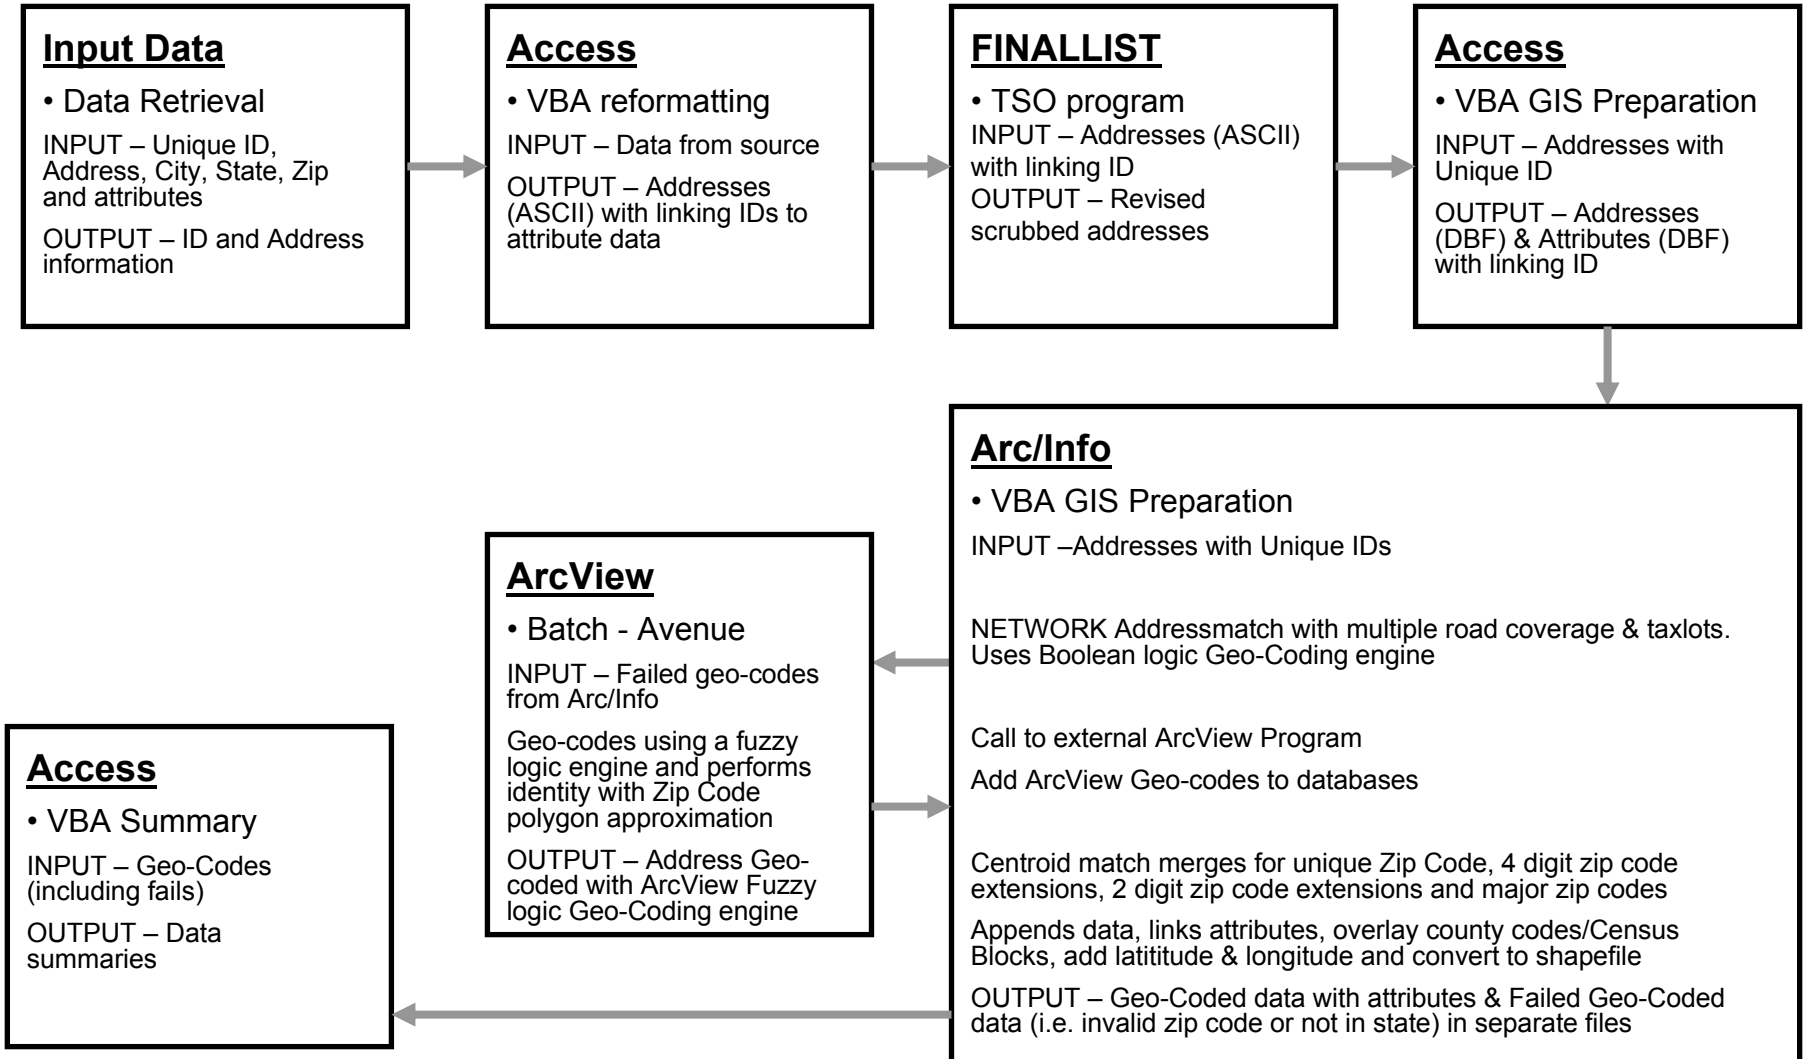 Input Data
• Data Retrieval
INPUT – Unique ID,
Address, City, State, Zip
and attributes
OUTPUT – ID and Address
information
Access
• VBA reformatting
INPUT – Data from source
OUTPUT – Addresses
(ASCII) with linking IDs to
attribute data
FINALLIST
• TSO program
INPUT – Addresses (ASCII)
with linking ID
OUTPUT – Revised
scrubbed addresses
Access
• VBA GIS Preparation
INPUT – Addresses with
Unique ID
OUTPUT – Addresses
(DBF) & Attributes (DBF)
with linking ID
Arc/Info
• VBA GIS Preparation
INPUT –Addresses with Unique IDs
NETWORK Addressmatch with multiple road coverage & taxlots.
Uses Boolean logic Geo-Coding engine
Call to external ArcView Program
Add ArcView Geo-codes to databases
Centroid match merges for unique Zip Code, 4 digit zip code
extensions, 2 digit zip code extensions and major zip codes
Appends data, links attributes, overlay county codes/Census
Blocks, add latititude & longitude and convert to shapefile
OUTPUT – Geo-Coded data with attributes & Failed Geo-Coded
data (i.e. invalid zip code or not in state) in separate files
ArcView
• Batch - Avenue
INPUT – Failed geo-codes
from Arc/Info
Geo-codes using a fuzzy
logic engine and performs
identity with Zip Code
polygon approximation
OUTPUT – Address Geo-
coded with ArcView Fuzzy
logic Geo-Coding engine
Access
• VBA Summary
INPUT – Geo-Codes
(including fails)
OUTPUT – Data
summaries